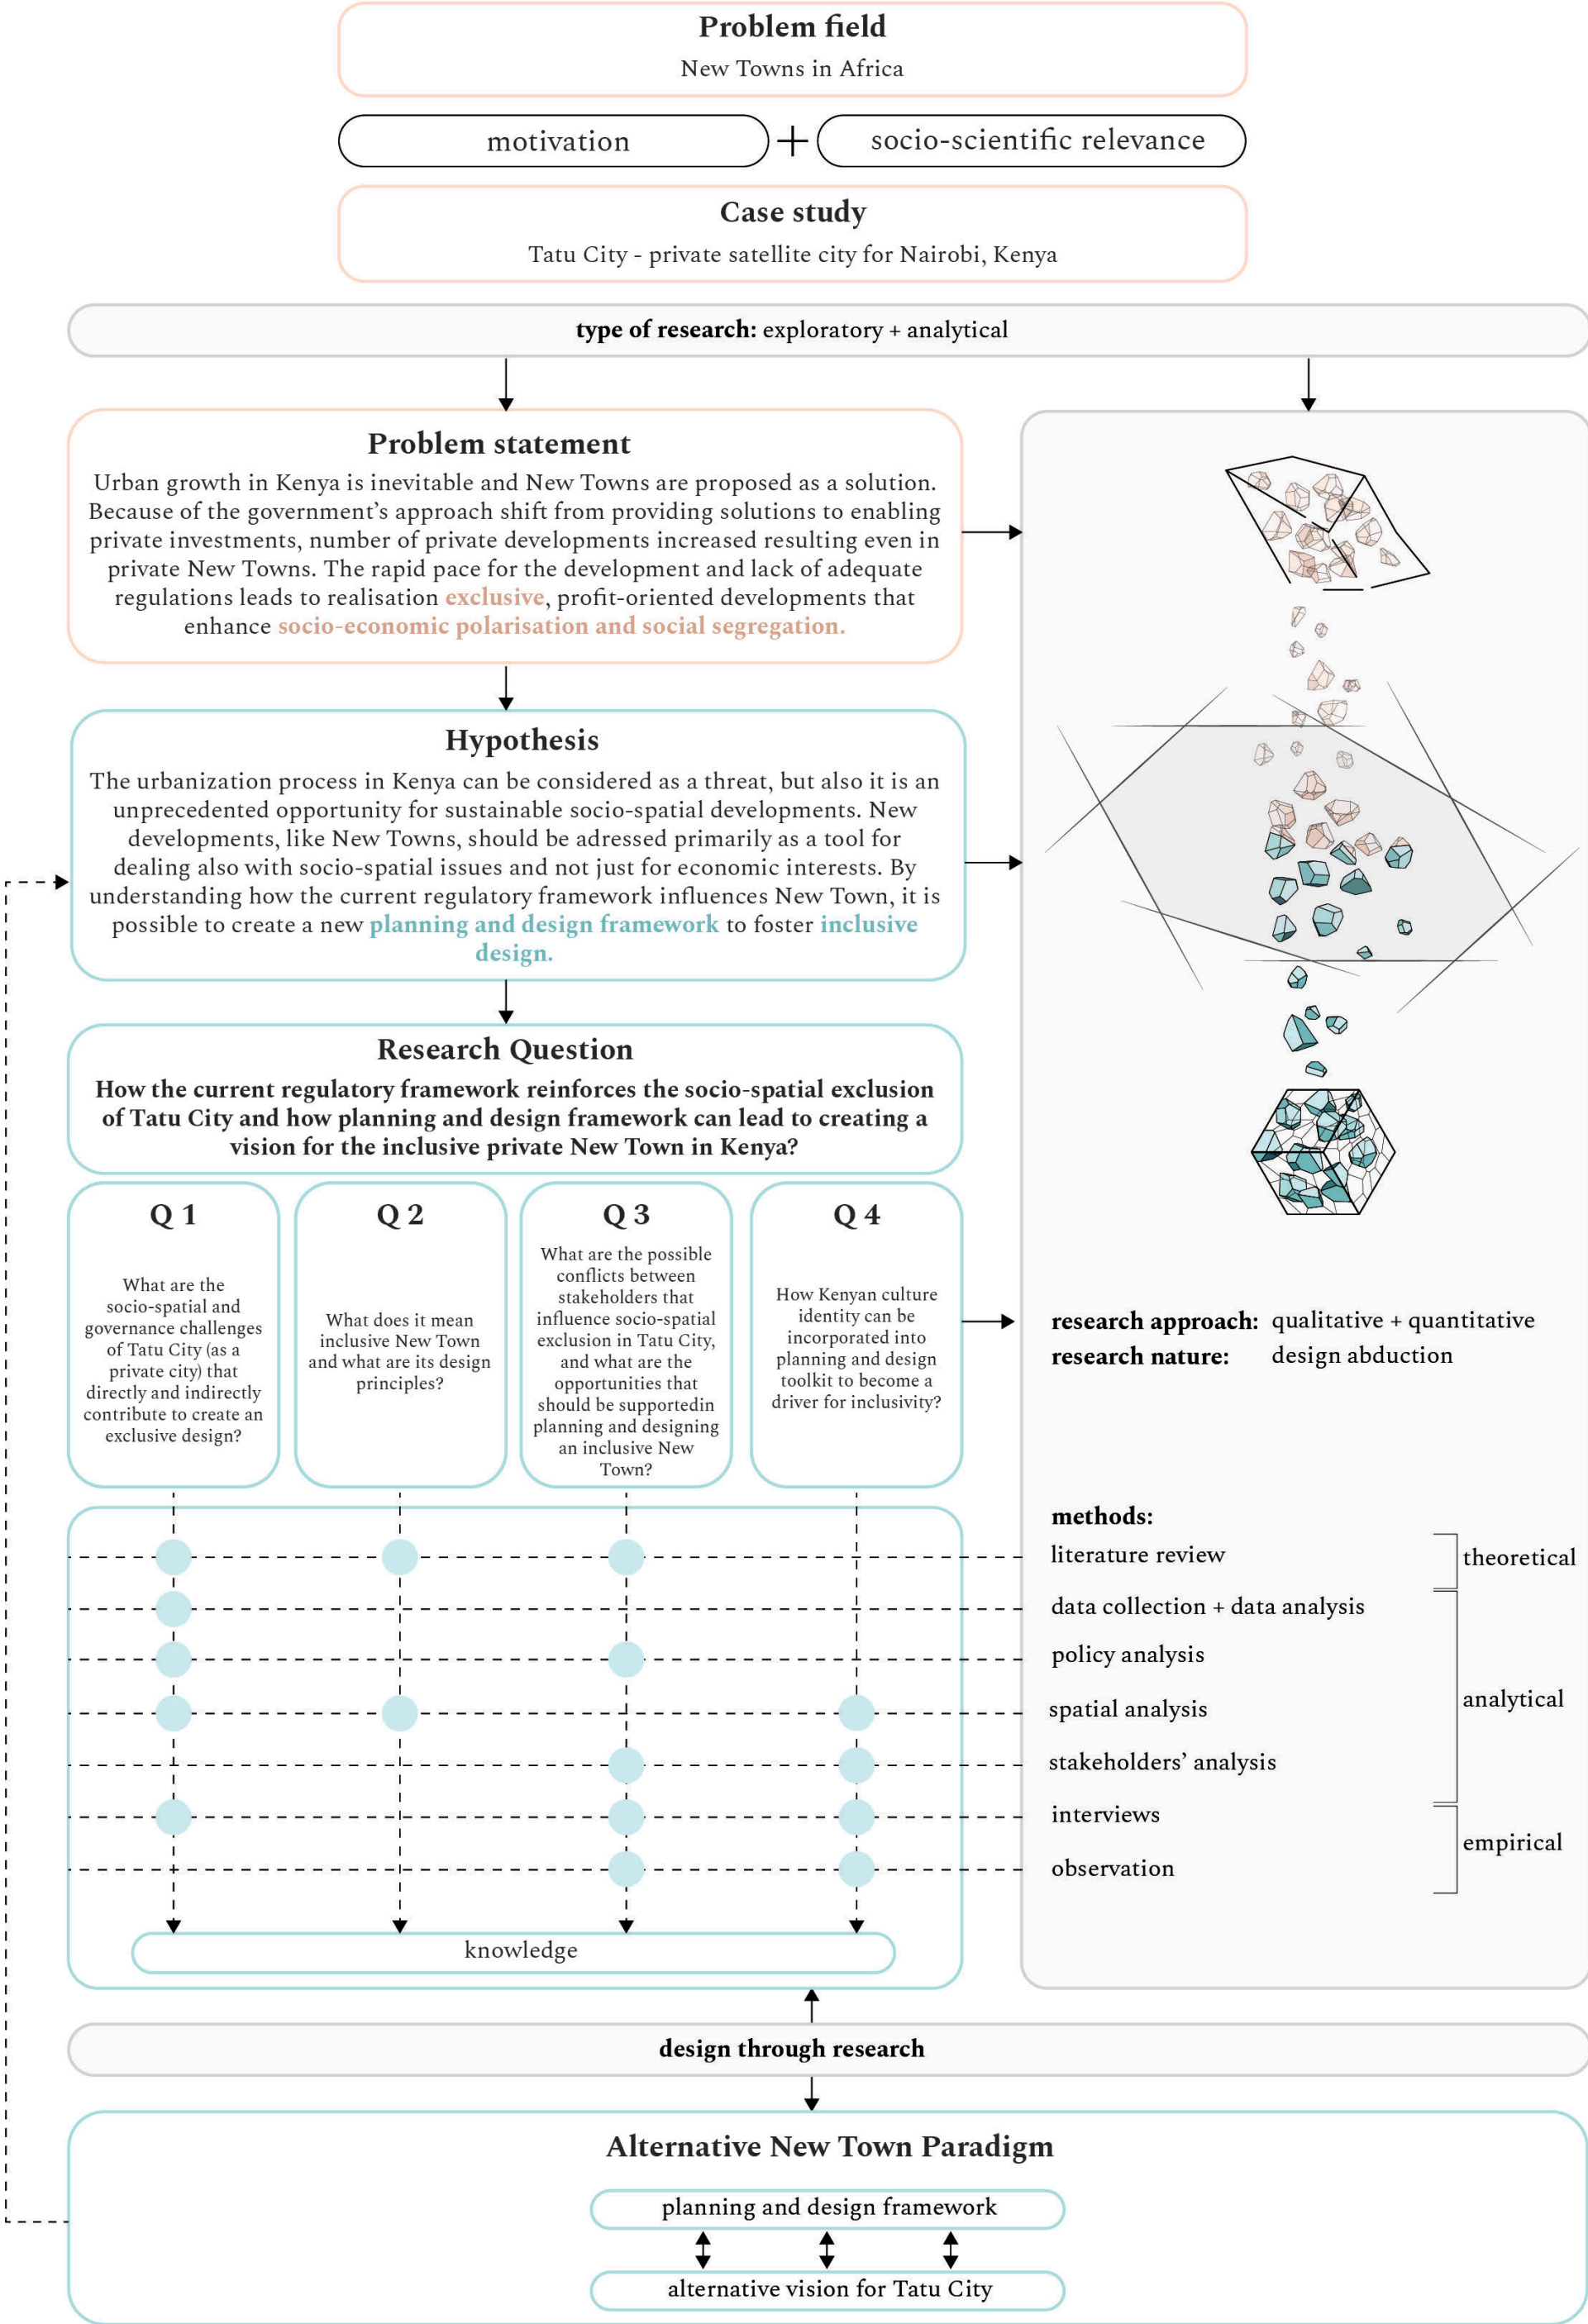 Problem field
New Towns in Africa
motivation
+
socio-scientific relevance
Case study
Tatu City - private satellite city for Nairobi, Kenya
type of research: exploratory + analytical
Problem statement
Urban growth in Kenya is inevitable and New Towns are proposed as a solution.
Because of the government’s approach shift from providing solutions to enabling
private investments, number of private developments increased resulting even in
private New Towns. The rapid pace for the development and lack of adequate
regulations leads to realisation exclusive, profit-oriented developments that
enhance socio-economic polarisation and social segregation.
Hypothesis
The urbanization process in Kenya can be considered as a threat, but also it is an
unprecedented opportunity for sustainable socio-spatial developments. New
developments, like New Towns, should be adressed primarily as a tool for
dealing also with socio-spatial issues and not just for economic interests. By
understanding how the current regulatory framework influences New Town, it is
possible to create a new planning and design framework to foster inclusive
design.
Research Question
How the current regulatory framework reinforces the socio-spatial exclusion
of Tatu City and how planning and design framework can lead to creating a
vision for the inclusive private New Town in Kenya?
Q 1
What are the
socio-spatial and
governance challenges
of Tatu City (as a
private city) that
directly and indirectly
contribute to create an
exclusive design?
Q 2
What does it mean
inclusive New Town
and what are its design
principles?
Q 3
What are the possible
conflicts between
stakeholders that
influence socio-spatial
exclusion in Tatu City,
and what are the
opportunities that
should be supportedin
planning and designing
an inclusive New
Town?
Q 4
How Kenyan culture
identity can be
incorporated into
planning and design
toolkit to become a
driver for inclusivity?
research approach: qualitative + quantitative
research nature: design abduction
methods:
literature review
theoretical
data collection + data analysis
policy analysis
spatial analysis
analytical
stakeholders’ analysis
interviews
empirical
observation
knowledge
design through research
Alternative New Town Paradigm
planning and design framework
alternative vision for Tatu City